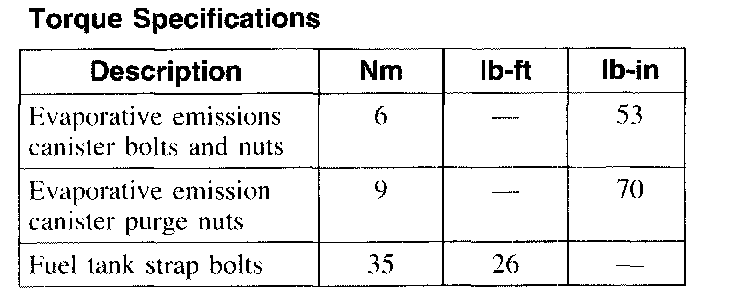 Torque Specifications
Description Nm lb-ft lb-in
Evaporative emissions
canister bolts and nuts 6 — 53
Evaporative emission
canister purge nuts 9 — 70
Fuel tank strap bolts 35 26 —